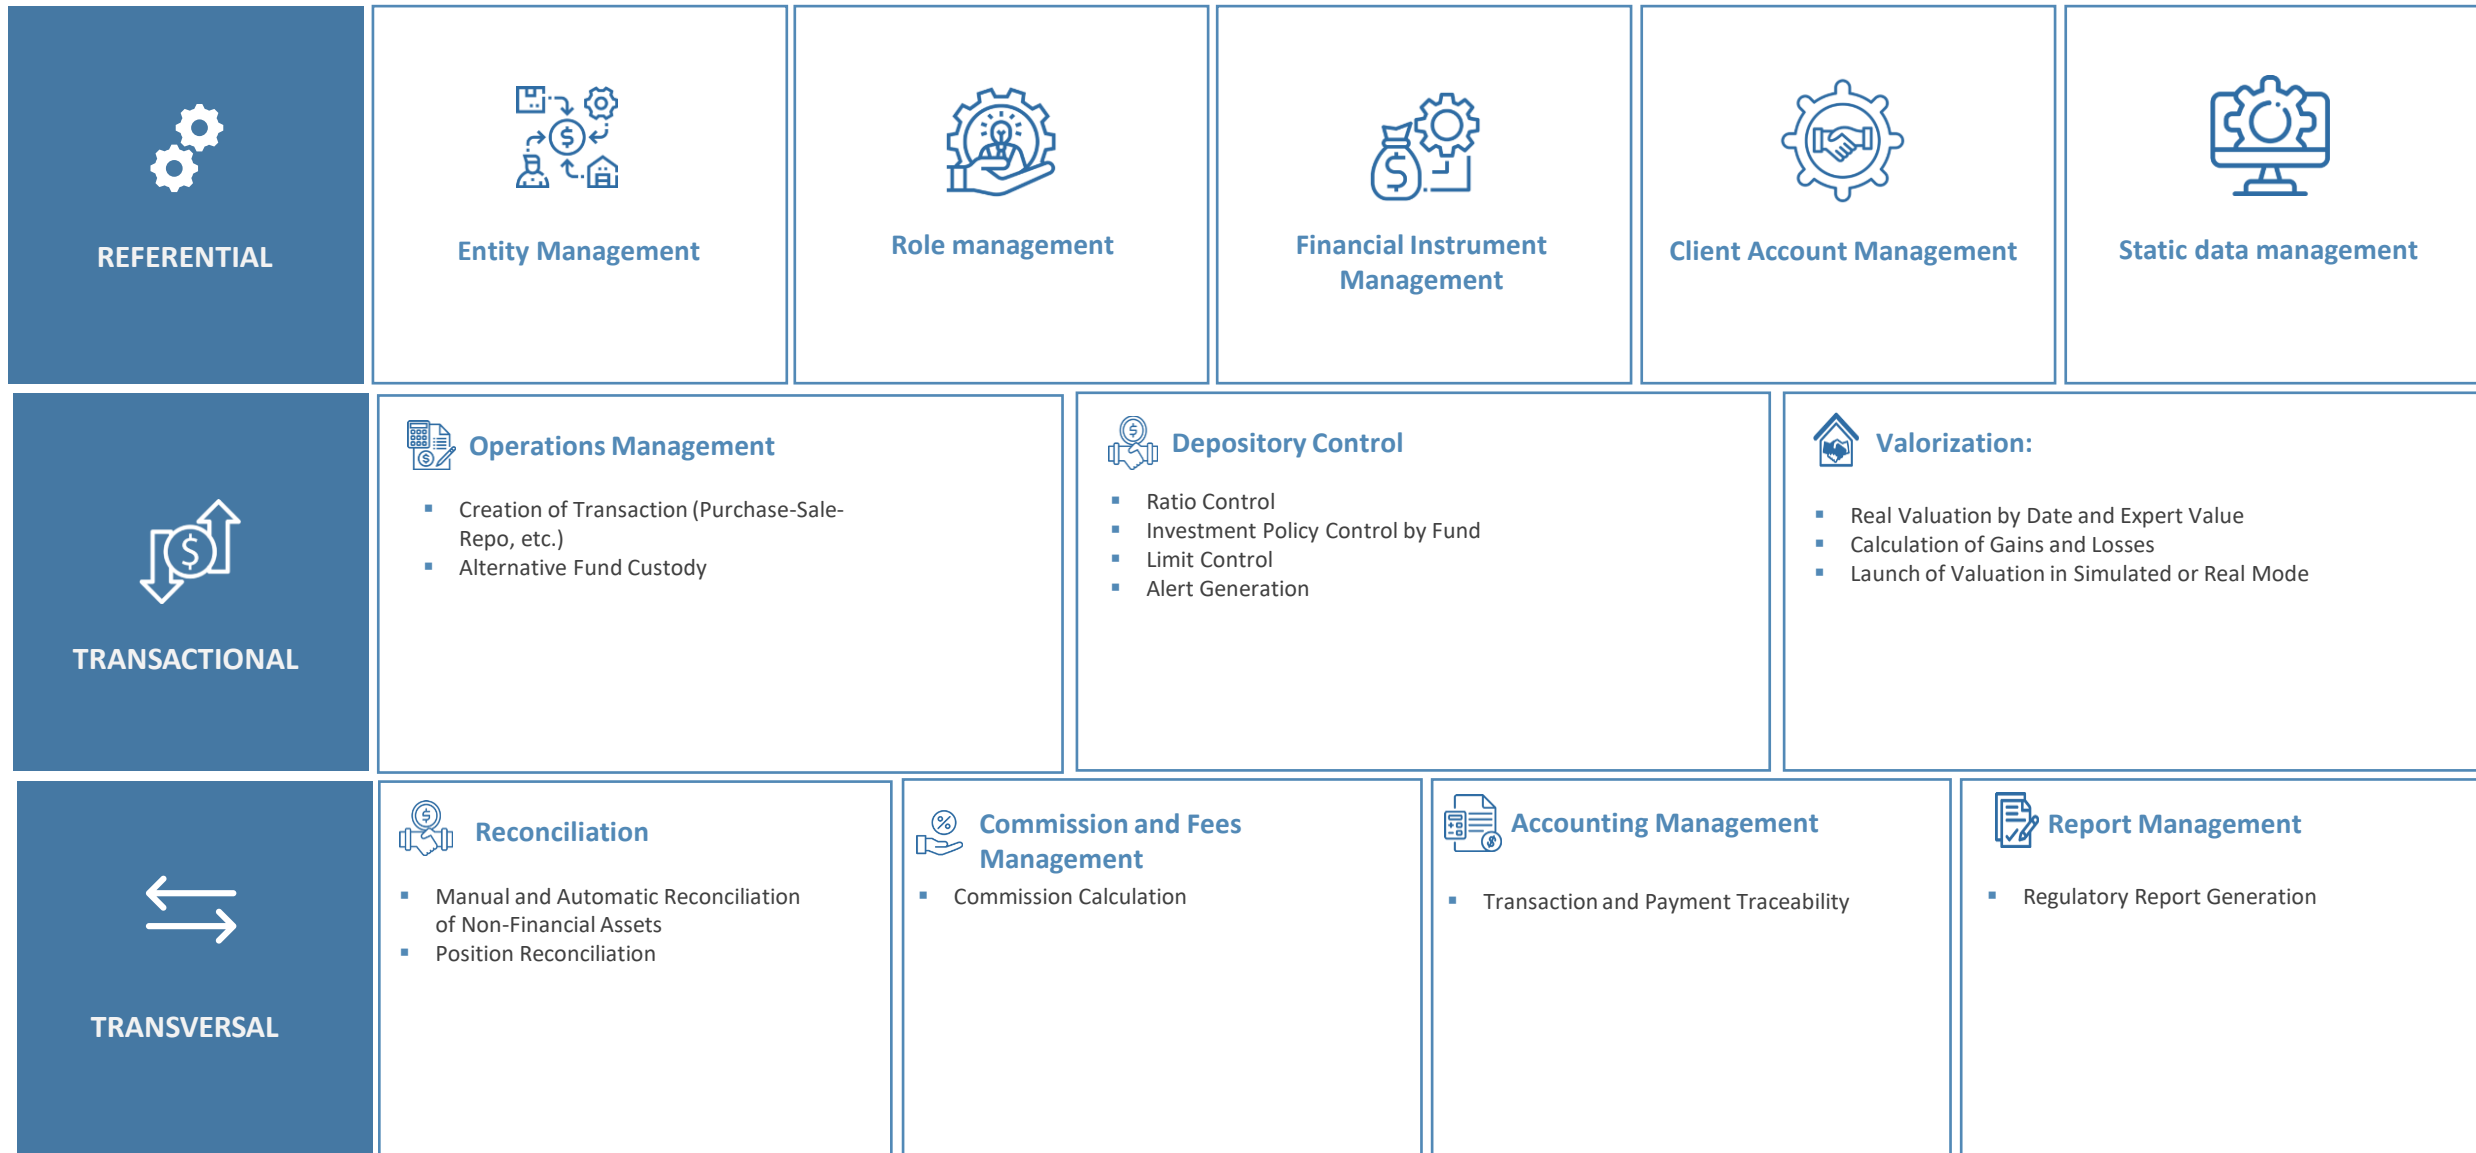 REFERENTIAL
Entity Management
Role management
Financial Instrument
Management
Client Account Management
Static data management
TRANSACTIONAL
Operations Management
▪ Creation of Transaction (Purchase-Sale-
Repo, etc.)
▪ Alternative Fund Custody
Depository Control
▪ Ratio Control
▪ Investment Policy Control by Fund
▪ Limit Control
▪ Alert Generation
Valorization:
▪ Real Valuation by Date and Expert Value
▪ Calculation of Gains and Losses
▪ Launch of Valuation in Simulated or Real Mode
TRANSVERSAL
Reconciliation
▪ Manual and Automatic Reconciliation
of Non-Financial Assets
▪ Position Reconciliation
Commission and Fees
Management
▪ Commission Calculation
Accounting Management
▪ Transaction and Payment Traceability
Report Management
▪ Regulatory Report Generation